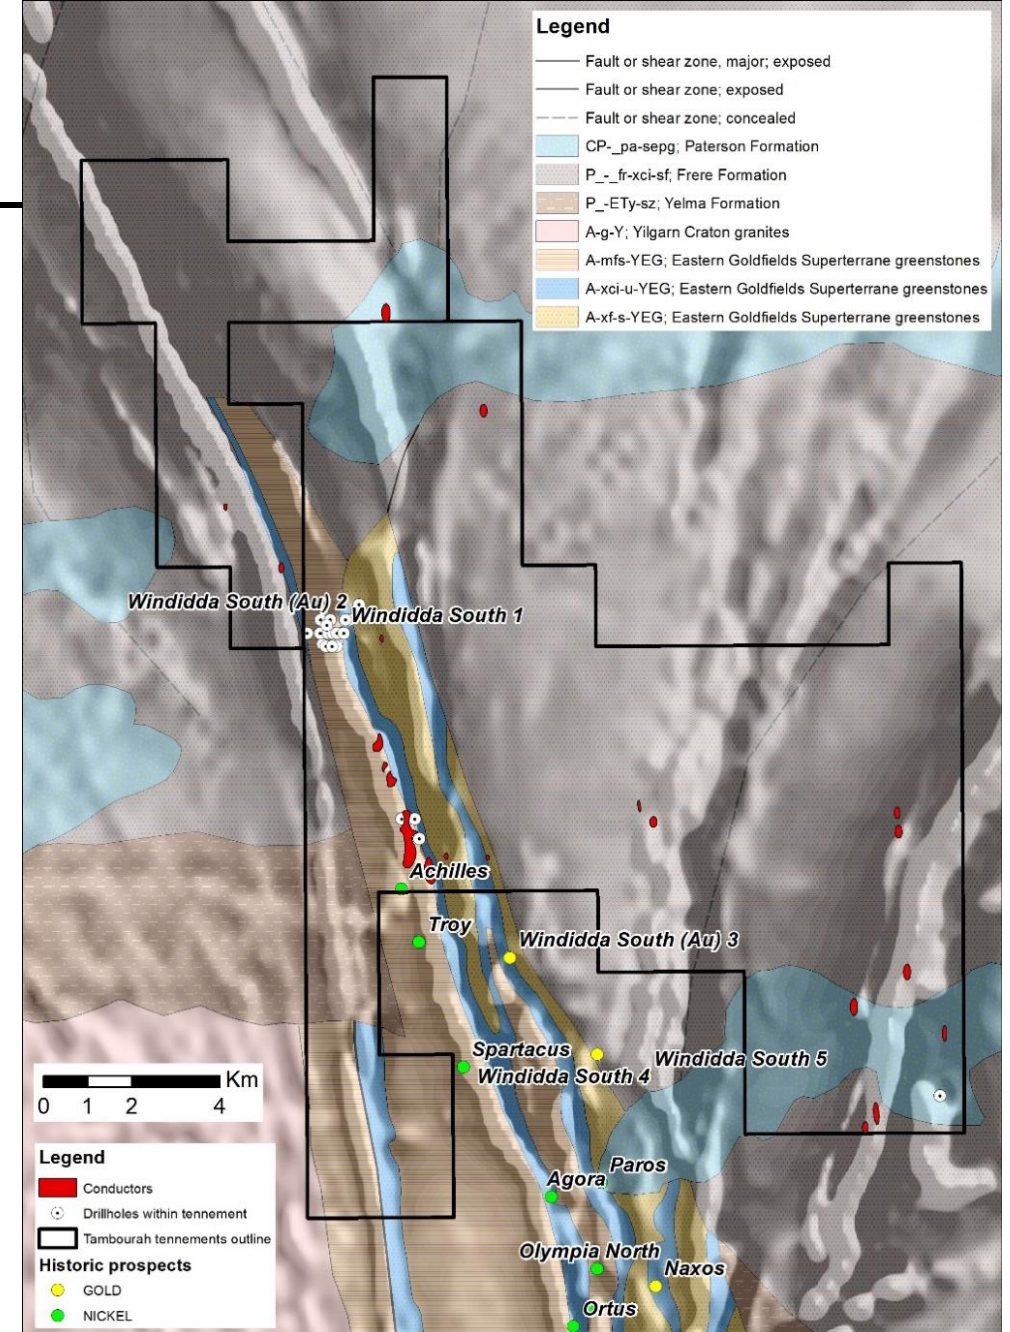 Legend
Fault or shear zone, major; exposed
Fault or shear zone; exposed
Fault or shear zone; concealed
CP-_pa-sepg; Paterson Formation
P_-_fr-xci-sf; Frere Formation
P_-ETy-sz; Yelma Formation
A-g-Y; Yilgarn Craton granites
A-mfs-YEG; Eastern Goldfields Superterrane greenstones
A-xci-u-YEG; Eastern Goldfields Superterrane greenstones
A-xf-s-YEG; Eastern Goldfields Superterrane greenstones
Windidda South (Au) 2
Windidda South 1
Achilles
Troy
Windidda South (Au) 3
Spartacus
Windidda South 5
Windidda South 4
Paros
Agora
Olympia North
Naxos
Ortus
Km
0 1 2 4
Legend
Conductors
Drillholes within tennement
Tambourah tennements outline
Historic prospects
GOLD
NICKEL